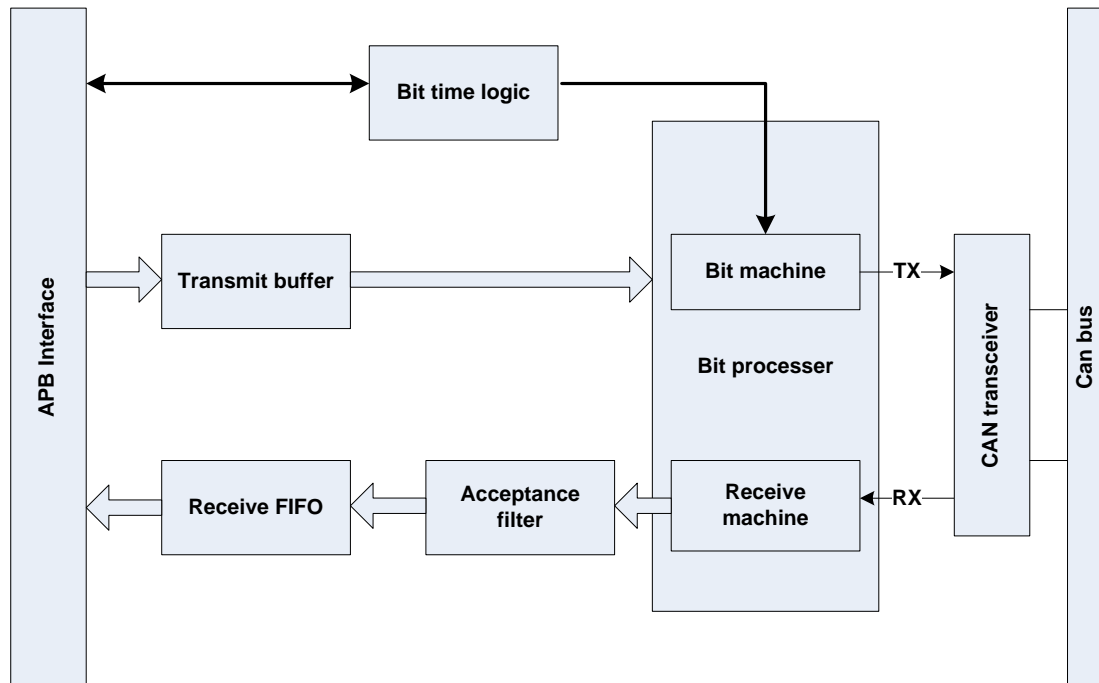 Bit time logic
APB Interface
Transmit buffer
Bit machine
TX
Bit processer
CAN transceiver
Can bus
Receive FIFO
Acceptance
filter
Receive
machine
RX